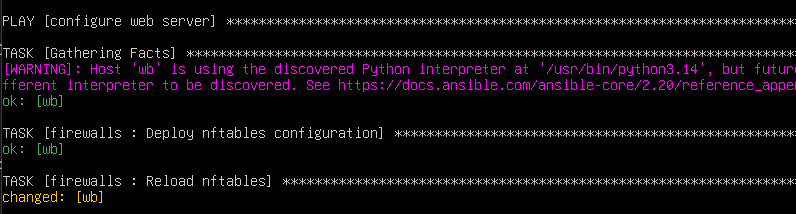 PLAY [configure web server] ************************************************************************
TASK [Gathering Facts] *****************************************************************************
[WARNING]: Host 'wb' is using the discovered Python interpreter at '/usr/bin/python3.14', but futur
fferent interpreter to be discovered. See https://docs.ansible.com/ansible-core/2.20/reference_appe
ok: [wb]
TASK [firewalls : Deploy nftables configuration] ***************************************************
ok: [wb]
TASK [firewalls : Reload nftables] *****************************************************************
changed: [wb]